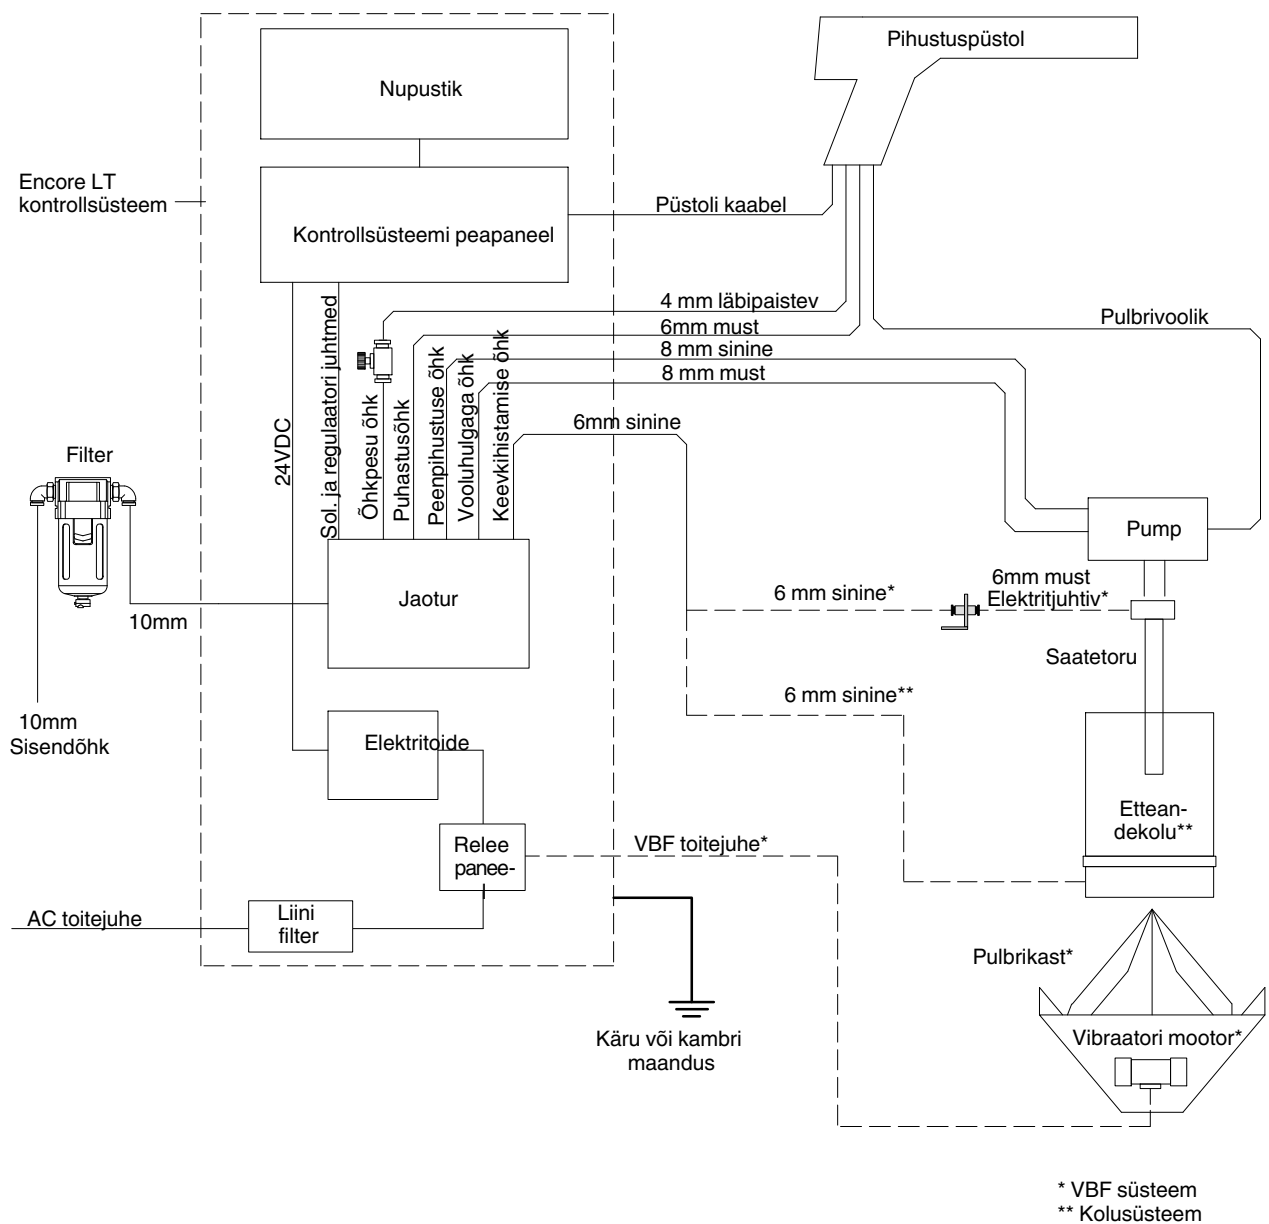 Pihustuspüstol
Nupustik
Encore LT
kontrollsüsteem
Püstoli kaabel
Kontrollsüsteemi peapaneel
4 mm läbipaistev
6mm must
8 mm sinine
8 mm must
6mm sinine
Pulbrivoolik
24VDC
Sol. ja regulaatori juhtmed
Õhkpesu õhk
Puhastusõhk
Peenpihustuse õhk
Vooluhulgaga õhk
Keevkihistamise õhk
Filter
Pump
Jaotur
10mm
6 mm sinine*
6mm must
Elektritjuhtiv*
Saatetoru
6 mm sinine**
10mm
Sisendõhk
Elektritoide
Ettean-
dekolu**
Relee
panee-
VBF toitejuhe*
Liini
filter
AC toitejuhe
Pulbrikast*
Käru või kambri
maandus
Vibraatori mootor*
* VBF süsteem
** Kolusüsteem